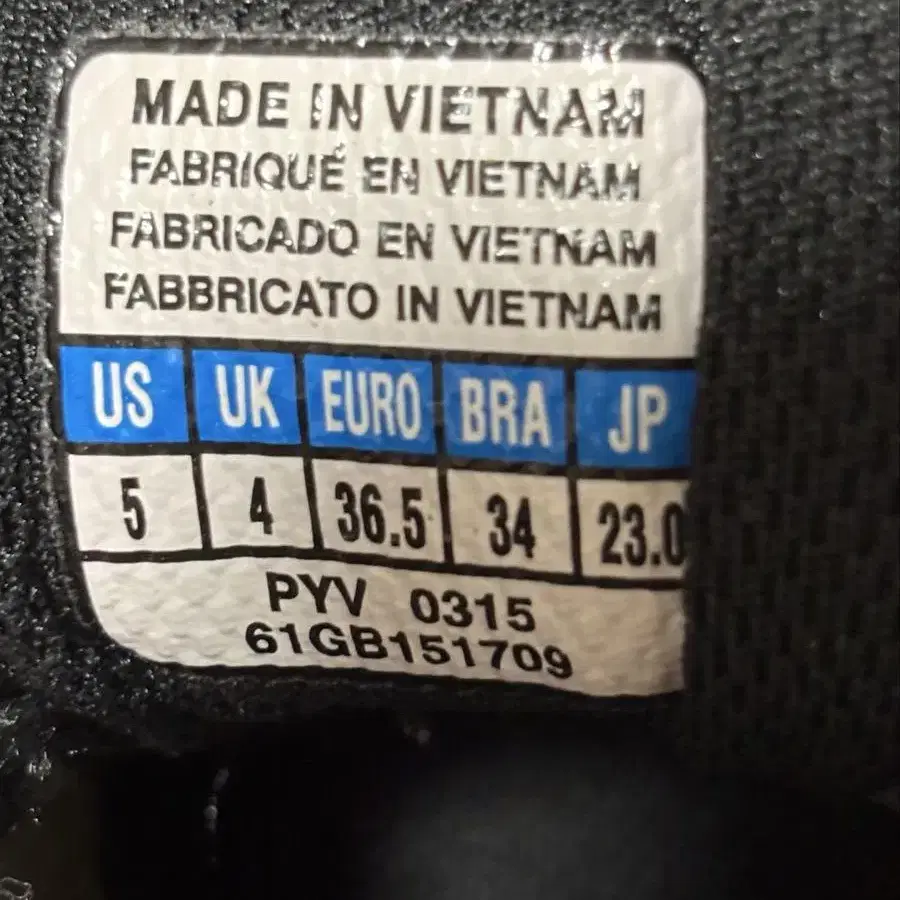 MADE IN VIETNAM
FABRIQUÉ EN VIETNAM
FABRICADO EN VIETNAM
FABBRICATO IN VIETNAM
US UK EURO BRA JP
5 4 36.5 34 23.0
PYV 0315
61GB151709